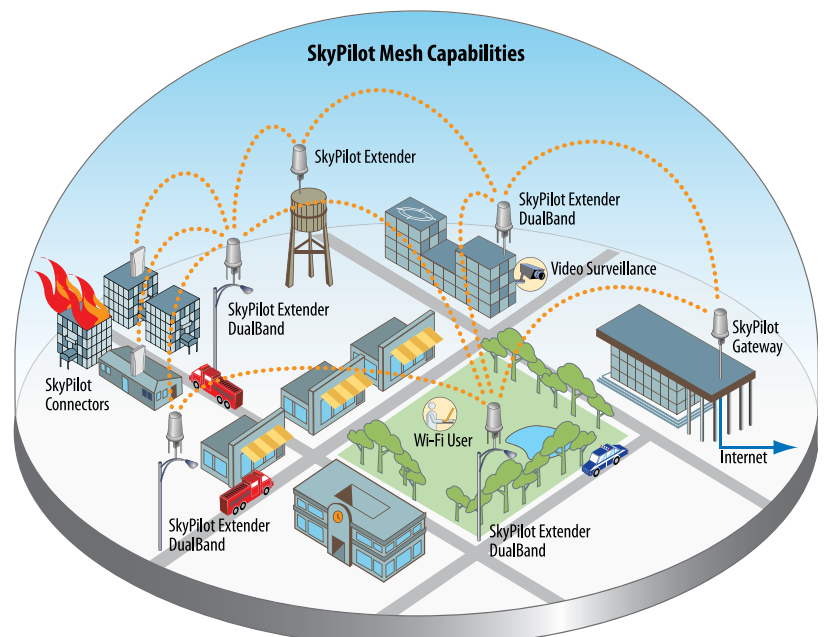 SkyPilot Mesh Capabilities
SkyPilot Extender
SkyPilot Extender
DualBand
Video Surveillance
SkyPilot Extender
DualBand
SkyPilot
Gateway
SkyPilot
Connectors
Wi-Fi User
Internet
SkyPilot Extender
DualBand
SkyPilot Extender
DualBand